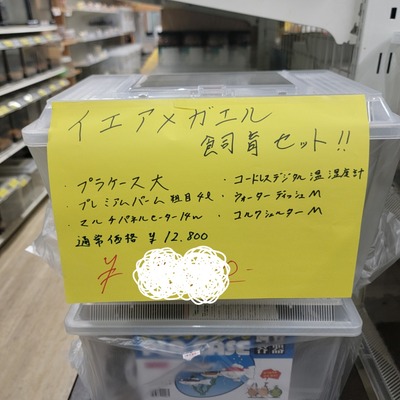 イエアメガエル
飼育セット!!
・プラケース大
・プレミアムバーム粗目4ℓ
・マルチパネルヒーター14w
・コードレスデジタル温湿度計
・ウォーターディッシュM
・コルクシェルターM
通常価格 ¥12,800
¥